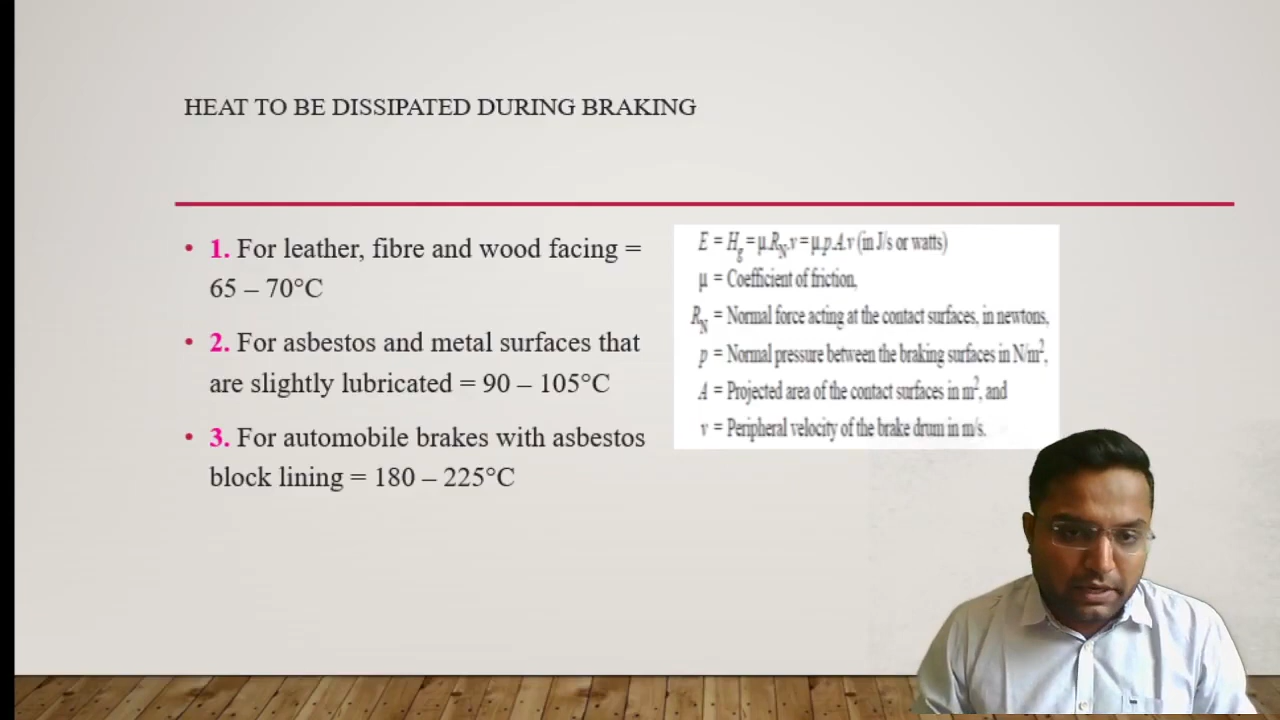 HEAT TO BE DISSIPATED DURING BRAKING
• 1. For leather, fibre and wood facing =
65 – 70°C
• 2. For asbestos and metal surfaces that
are slightly lubricated = 90 – 105°C
• 3. For automobile brakes with asbestos
block lining = 180 – 225°C
E = Hg = μ.RN.v = μ.p.A.v (in J/s or watts)
μ = Coefficient of friction,
RN = Normal force acting at the contact surfaces, in newtons,
p = Normal pressure between the braking surfaces in N/m²,
A = Projected area of the contact surfaces in m², and
v = Peripheral velocity of the brake drum in m/s.